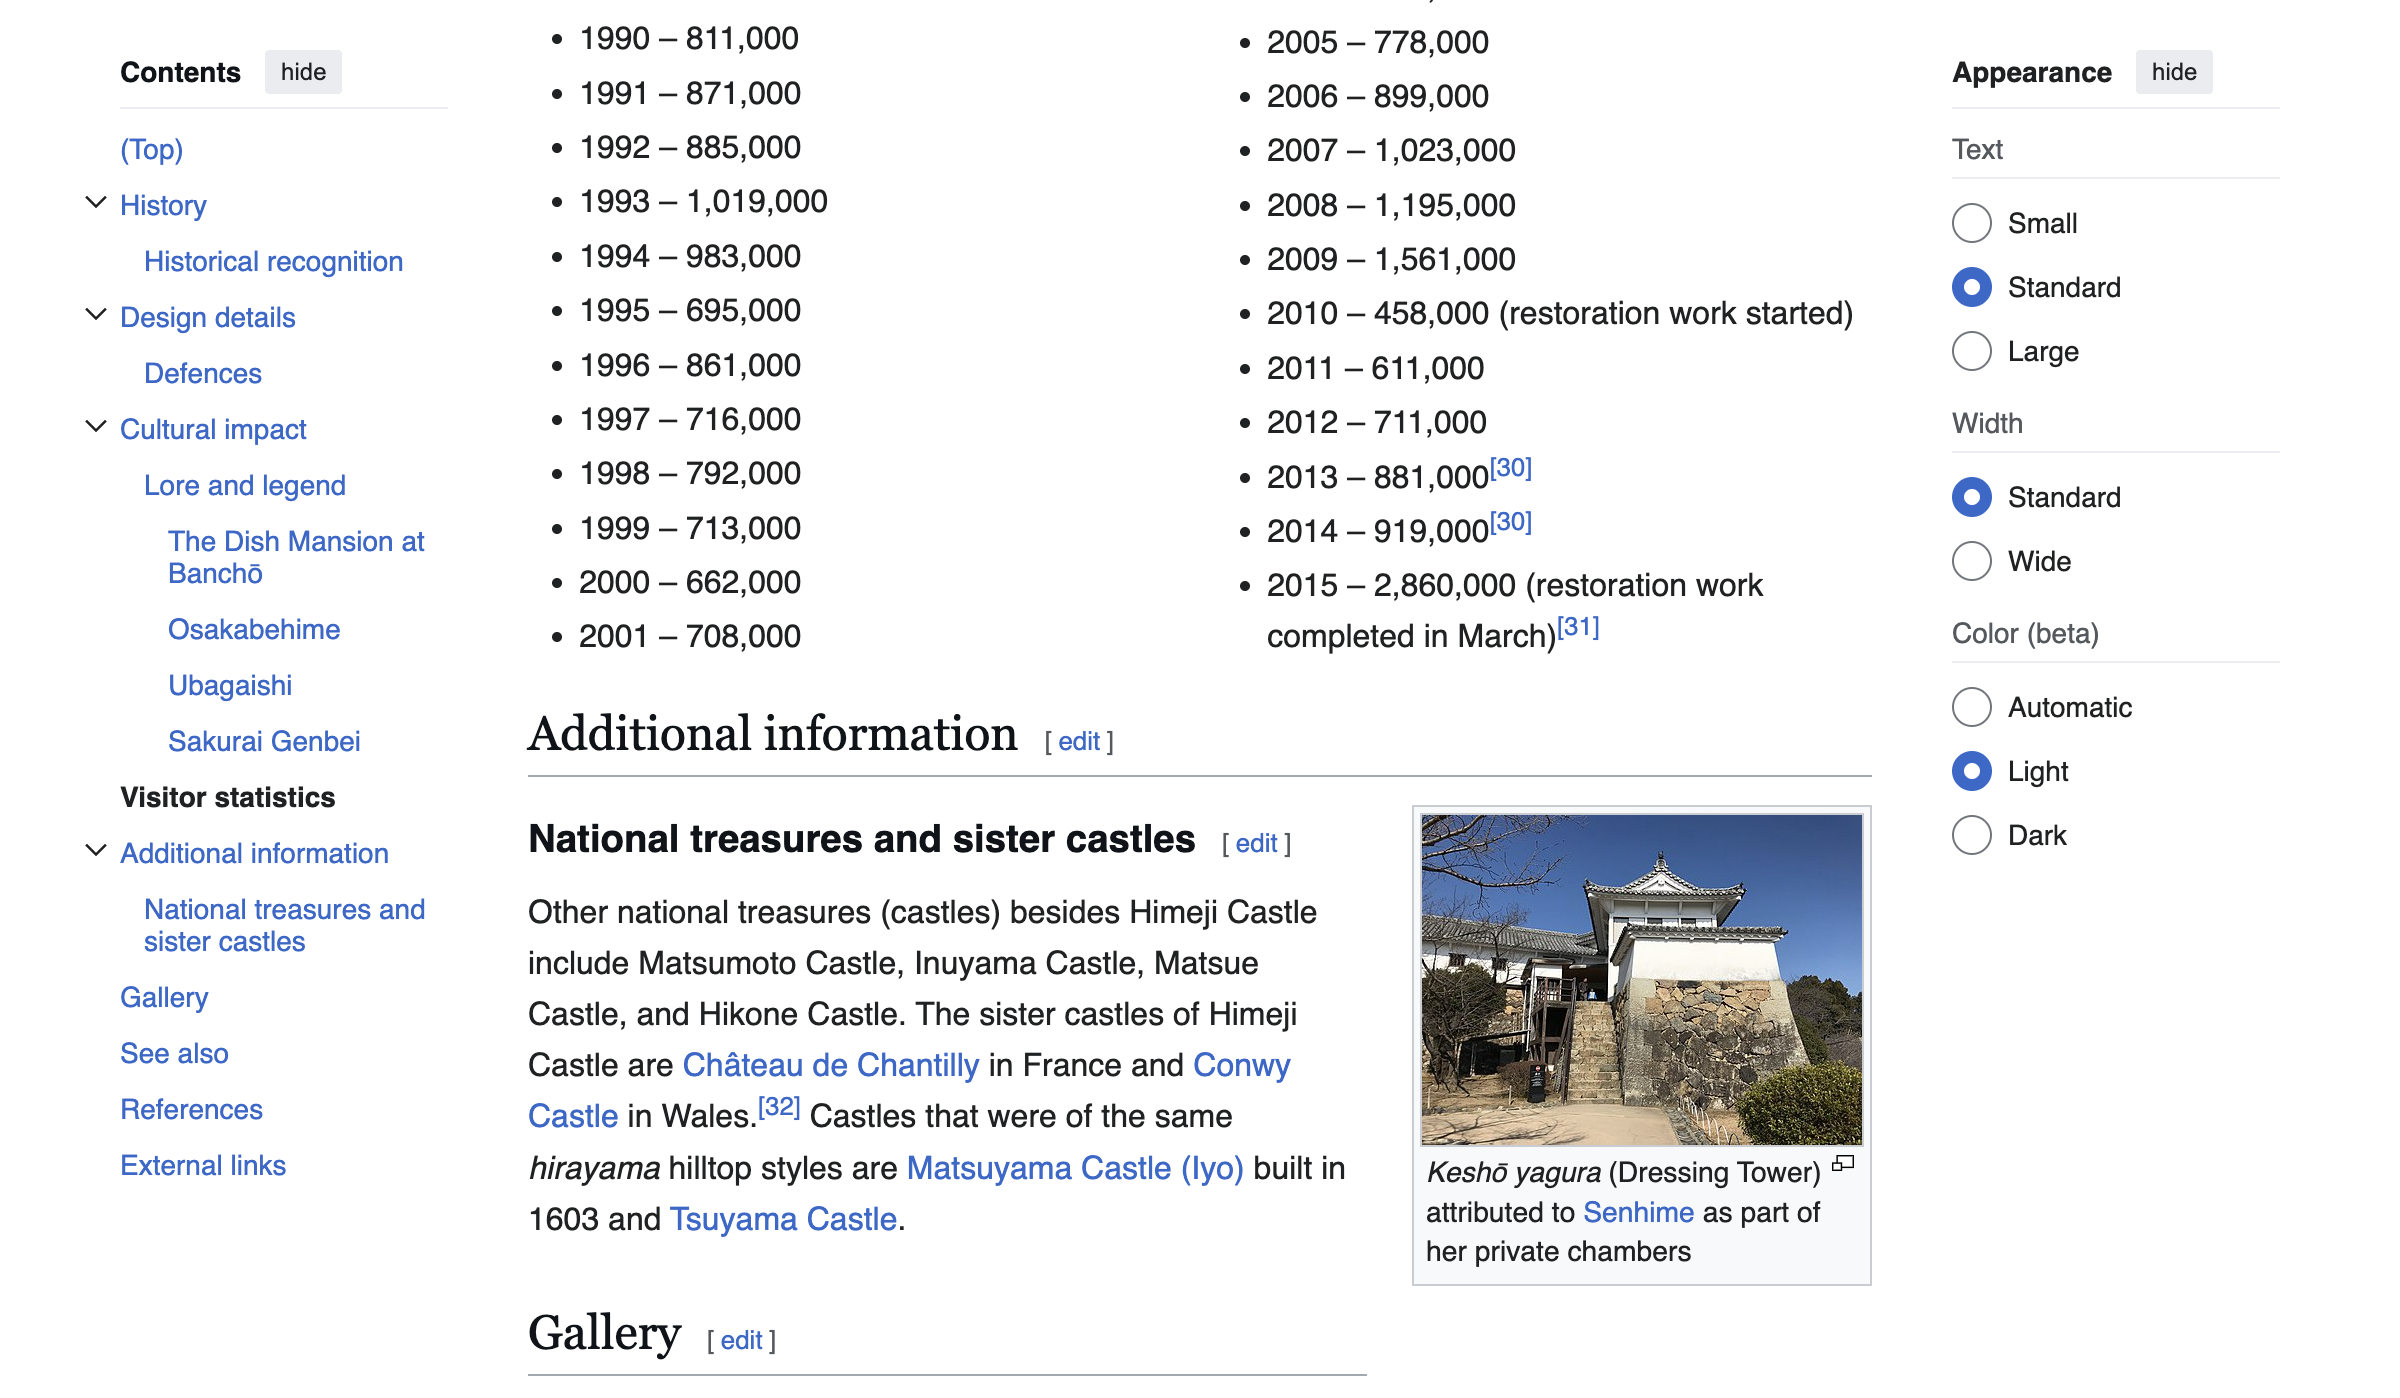 Contents hide
(Top)
History
Historical recognition
Design details
Defences
Cultural impact
Lore and legend
The Dish Mansion at
Banchō
Osakabehime
Ubagaishi
Sakurai Genbei
Visitor statistics
Additional information
National treasures and
sister castles
Gallery
See also
References
External links
• 1990 – 811,000
• 1991 – 871,000
• 1992 – 885,000
• 1993 – 1,019,000
• 1994 – 983,000
• 1995 – 695,000
• 1996 – 861,000
• 1997 – 716,000
• 1998 – 792,000
• 1999 – 713,000
• 2000 – 662,000
• 2001 – 708,000
• 2005 – 778,000
• 2006 – 899,000
• 2007 – 1,023,000
• 2008 – 1,195,000
• 2009 – 1,561,000
• 2010 – 458,000 (restoration work started)
• 2011 – 611,000
• 2012 – 711,000
• 2013 – 881,000[30]
• 2014 – 919,000[30]
• 2015 – 2,860,000 (restoration work
completed in March)[31]
Additional information [ edit ]
National treasures and sister castles [ edit ]
Other national treasures (castles) besides Himeji Castle
include Matsumoto Castle, Inuyama Castle, Matsue
Castle, and Hikone Castle. The sister castles of Himeji
Castle are Château de Chantilly in France and Conwy
Castle in Wales.[32] Castles that were of the same
hirayama hilltop styles are Matsuyama Castle (Iyo) built in
1603 and Tsuyama Castle.
Keshō yagura (Dressing Tower)
attributed to Senhime as part of
her private chambers
Gallery [ edit ]
Appearance hide
Text
Small
Standard
Large
Width
Standard
Wide
Color (beta)
Automatic
Light
Dark